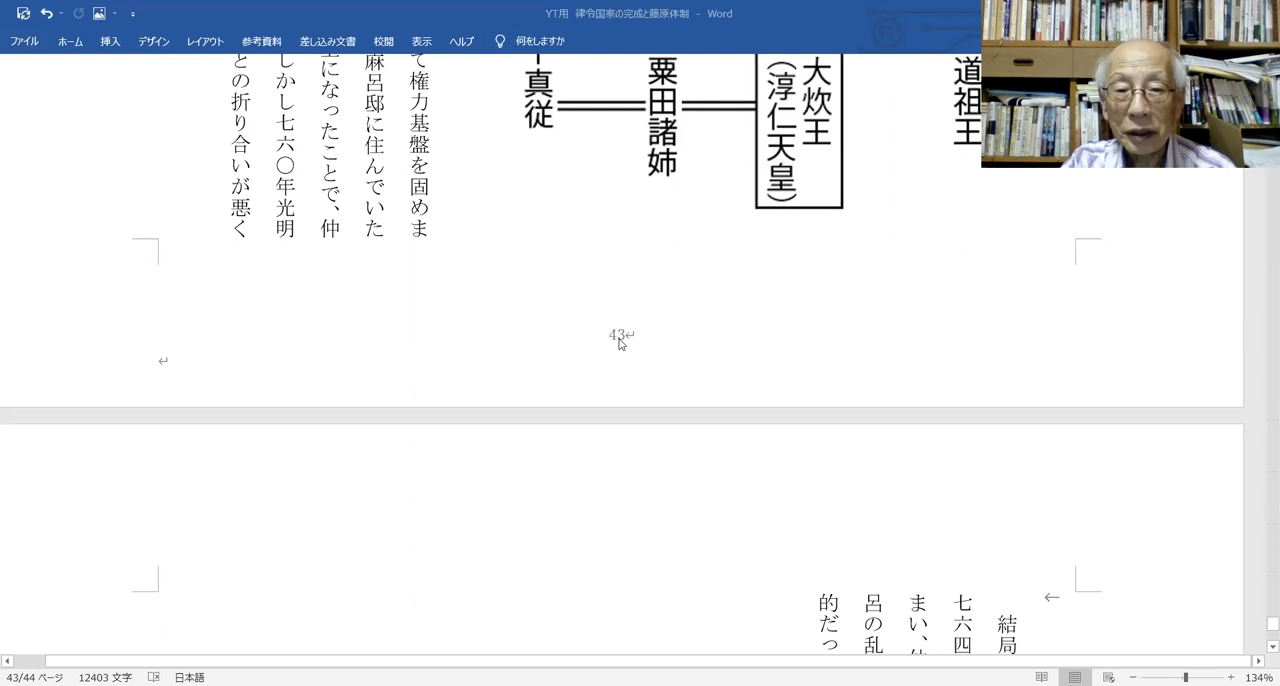 YT用 律令国家の完成と藤原体制 - Word
ファイル ホーム 挿入 デザイン レイアウト 参考資料 差し込み文書 校閲 表示 ヘルプ 何をしますか
道祖王
大炊王
(淳仁天皇)
粟田諸姉
真従
て権力基盤を固めま
麻呂邸に住んでいた
になったことで、仲
しかし七六〇年光明
との折り合いが悪く
43
結局
七六四
まい、
呂の乱
的だっ
43/44 ページ 12403 文字 日本語 134%